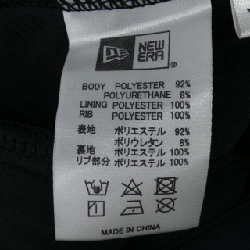 NEW
ERA
BODY POLYESTER 92%
POLYURETHANE 8%
LINING POLYESTER 100%
RIB POLYESTER 100%
表地 ポリエステル 92%
ポリウレタン 8%
裏地 ポリエステル 100%
リブ部分 ポリエステル 100%
MADE IN CHINA